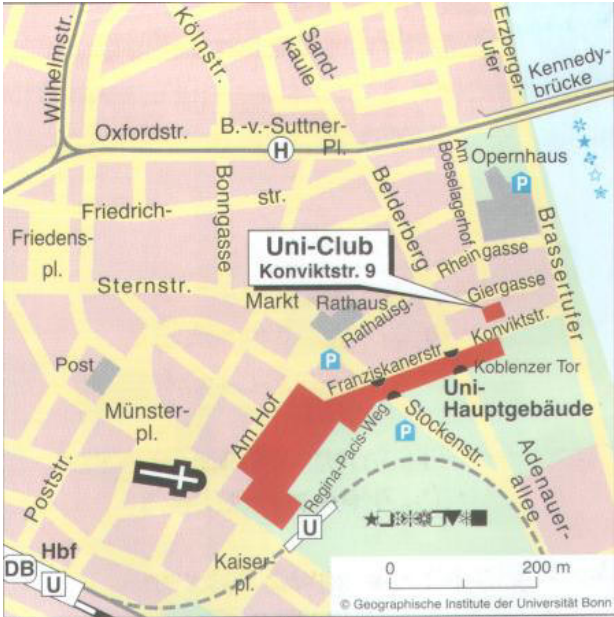 Wilhelmstr.
Kölnstr.
Sand-
kaule
Erzberger-
ufer
Kennedy-
brücke
Oxfordstr.
B.-v.-Suttner-
Pl.
H
Am
Boeselagerhof
Opernhaus
P
Bonngasse
Friedrich-
str.
Belderberg
Friedens-
pl.
Uni-Club
Konviktstr. 9
Rheingasse
Brassertufer
Sternstr.
Markt
Rathaus
Rathausg.
Giergasse
Konviktstr.
Post
P
Franziskanerstr
Koblenzer Tor
Uni-
Hauptgebäude
Münster-
pl.
Am Hof
Regina-Pacis-Weg
P
Stockenstr.
Adenauer-
allee
Poststr.
U
Hbf
DB
U
Kaiser-
pl.
0
200 m
© Geographische Institute der Universität Bonn